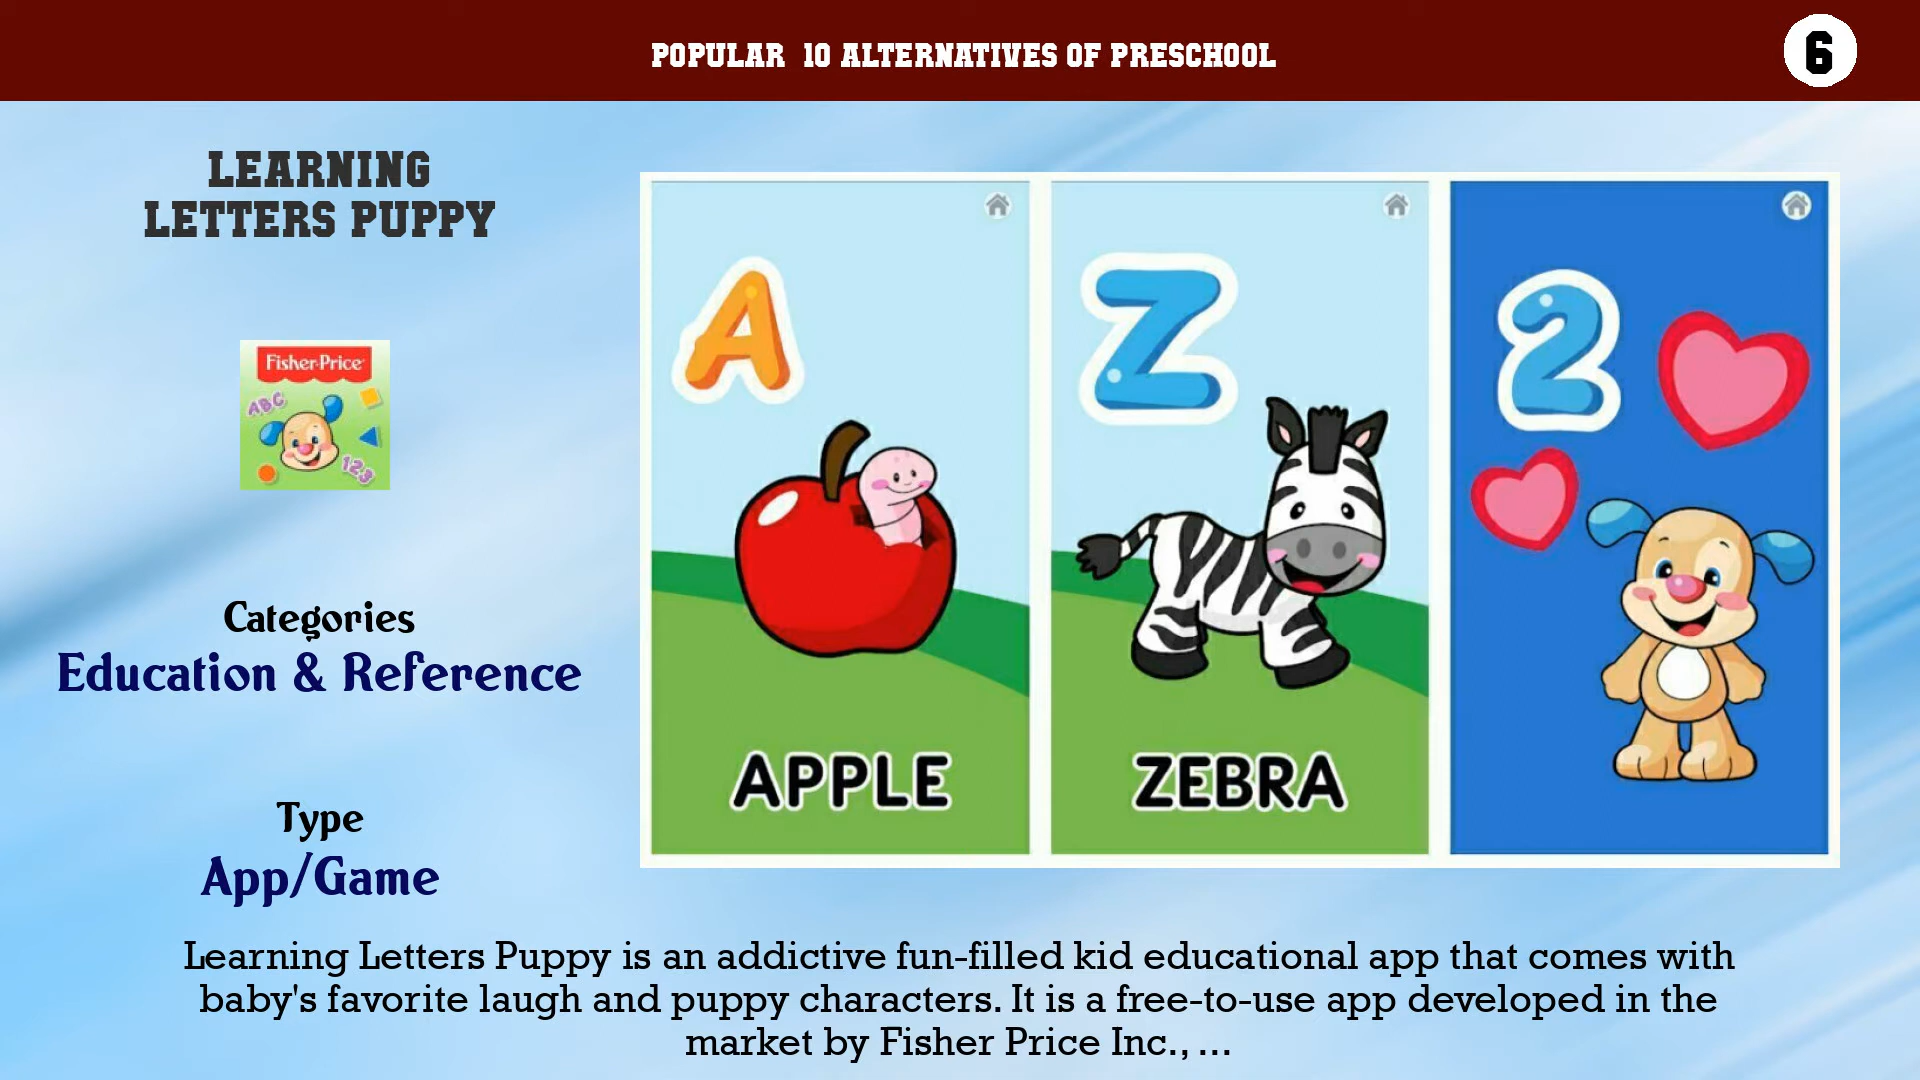 POPULAR 10 ALTERNATIVES OF PRESCHOOL
6
LEARNING
LETTERS PUPPY
Fisher-Price
ABC
123
Categories
Education & Reference
Type
App/Game
A
APPLE
Z
ZEBRA
2
Learning Letters Puppy is an addictive fun-filled kid educational app that comes with
baby's favorite laugh and puppy characters. It is a free-to-use app developed in the
market by Fisher Price Inc., ...